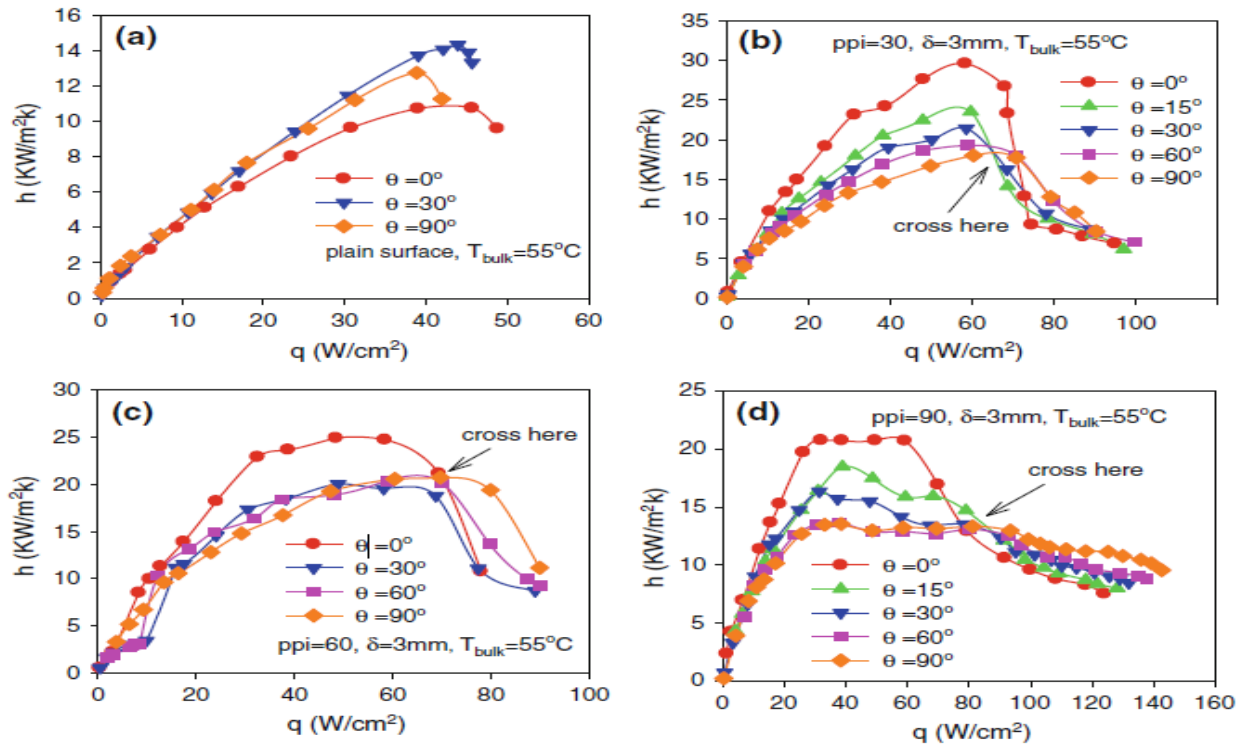 (a)
h (KW/m²k)
16
14
12
10
8
6
4
2
0
θ =0°
θ =30°
θ =90°
plain surface, T_bulk=55°C
0 10 20 30 40 50 60
q (W/cm²)
(b)
ppi=30, δ=3mm, T_bulk=55°C
h (KW/m²k)
35
30
25
20
15
10
5
0
θ =0°
θ =15°
θ =30°
θ =60°
θ =90°
cross here
0 20 40 60 80 100
q (W/cm²)
(c)
h (KW/m²k)
30
25
20
15
10
5
0
cross here
θ =0°
θ =30°
θ =60°
θ =90°
ppi=60, δ=3mm, T_bulk=55°C
0 20 40 60 80 100
q (W/cm²)
(d)
ppi=90, δ=3mm, T_bulk=55°C
h (KW/m²k)
25
20
15
10
5
0
cross here
θ =0°
θ =15°
θ =30°
θ =60°
θ =90°
0 20 40 60 80 100 120 140 160
q (W/cm²)